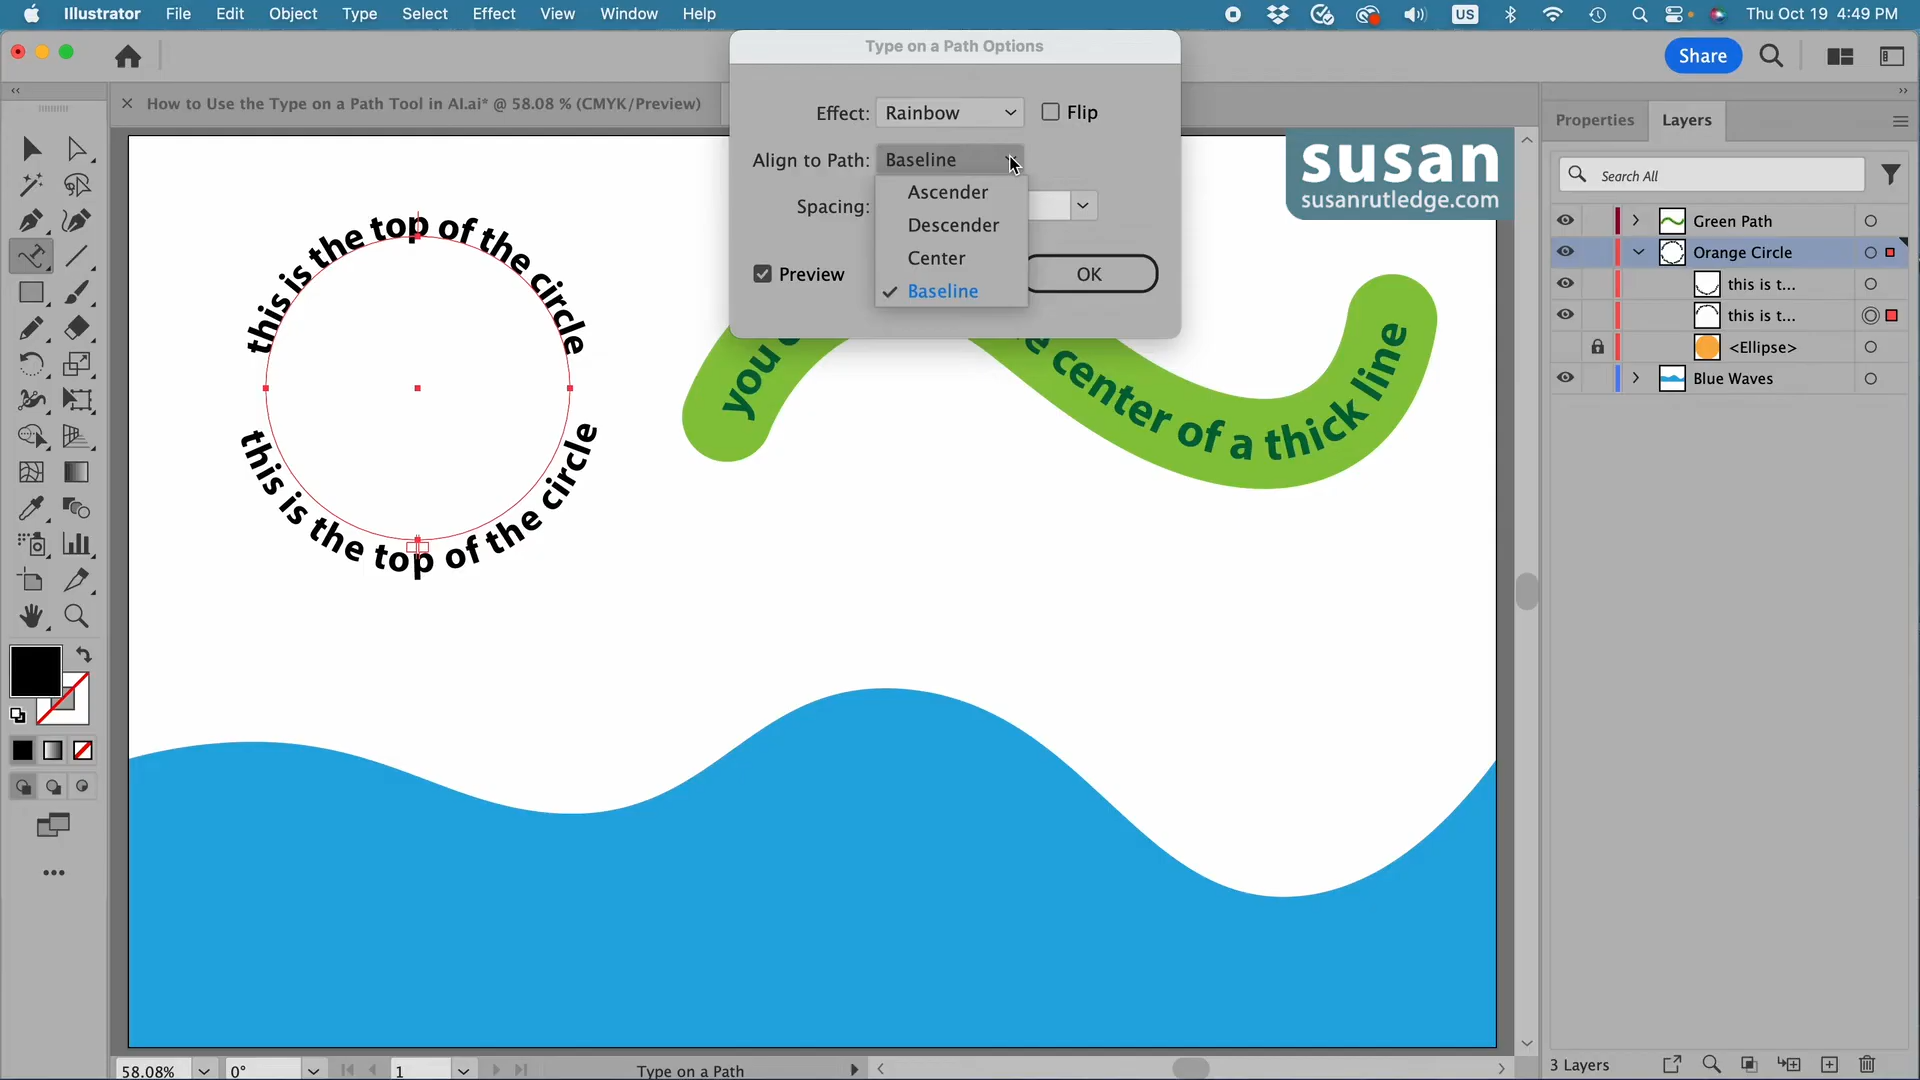 Illustrator File Edit Object Type Select Effect View Window Help US Thu Oct 19 4:49 PM
Type on a Path Options
Share
How to Use the Type on a Path Tool in AI.ai* @ 58.08 % (CMYK/Preview)
Effect: Rainbow Flip
Align to Path: Baseline
Ascender
Spacing:
Descender
Center
Preview
OK
Baseline
susan
susanrutledge.com
this is the top of the circle
this is the top of the circle
you
center of a thick line
Properties Layers
Search All
Green Path
Orange Circle
this is t...
this is t...
<Ellipse>
Blue Waves
58.08% 0° 1 Type on a Path
3 Layers